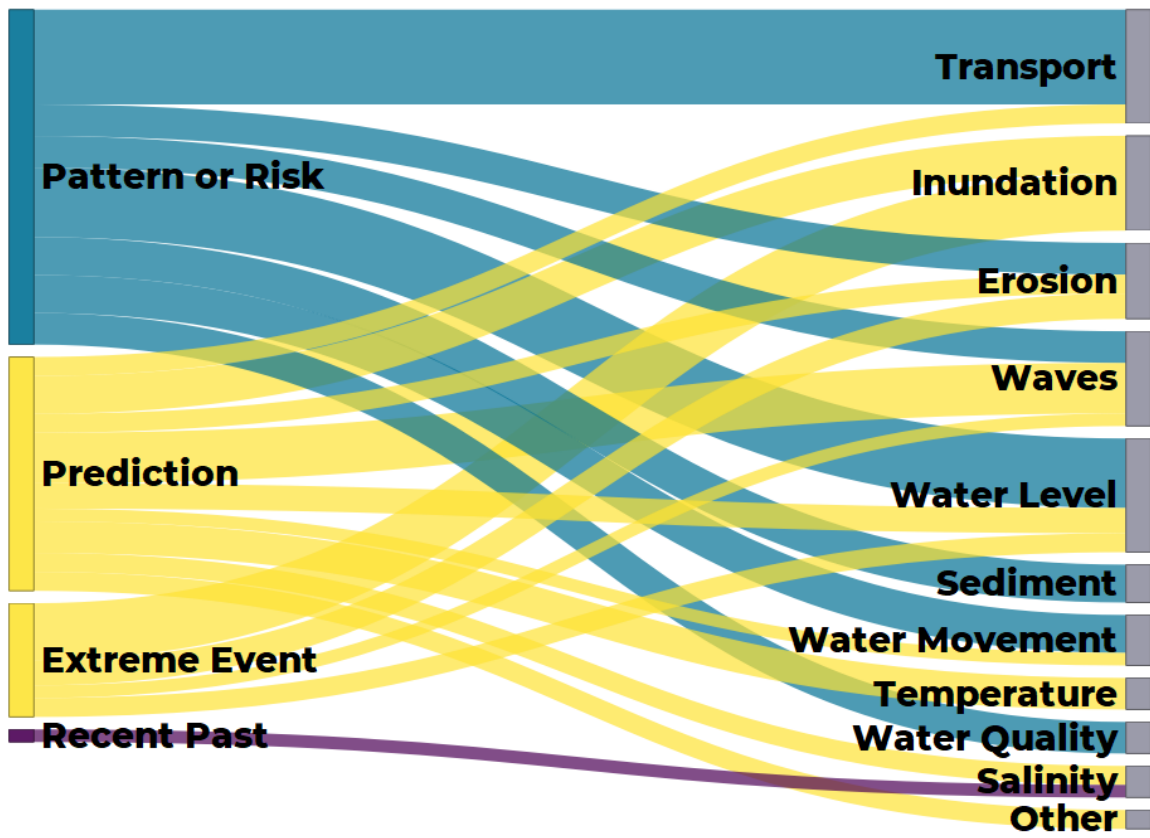 Pattern or Risk
Prediction
Extreme Event
Recent Past
Transport
Inundation
Erosion
Waves
Water Level
Sediment
Water Movement
Temperature
Water Quality
Salinity
Other